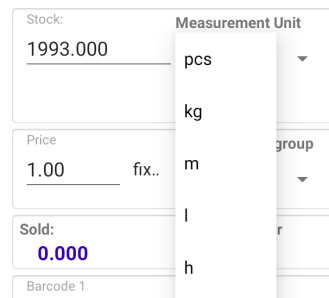 Stock:
Measurement Unit
1993.000
pcs
kg
Price
group
1.00
fix..
m
l
Sold:
r
0.000
h
Barcode 1